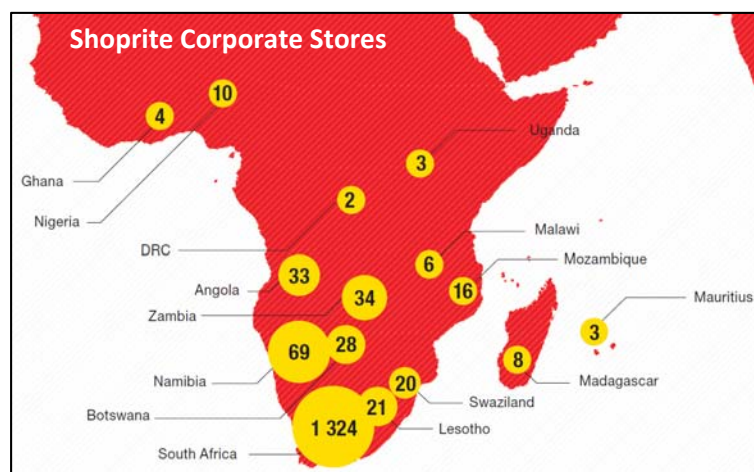 Shoprite Corporate Stores
10
4
Uganda
3
Ghana
2
Nigeria
Malawi
DRC
6
Mozambique
33
16
Angola
34
Mauritius
Zambia
3
28
69
8
Namibia
20
Madagascar
Swaziland
Botswana
21
1 324
Lesotho
South Africa